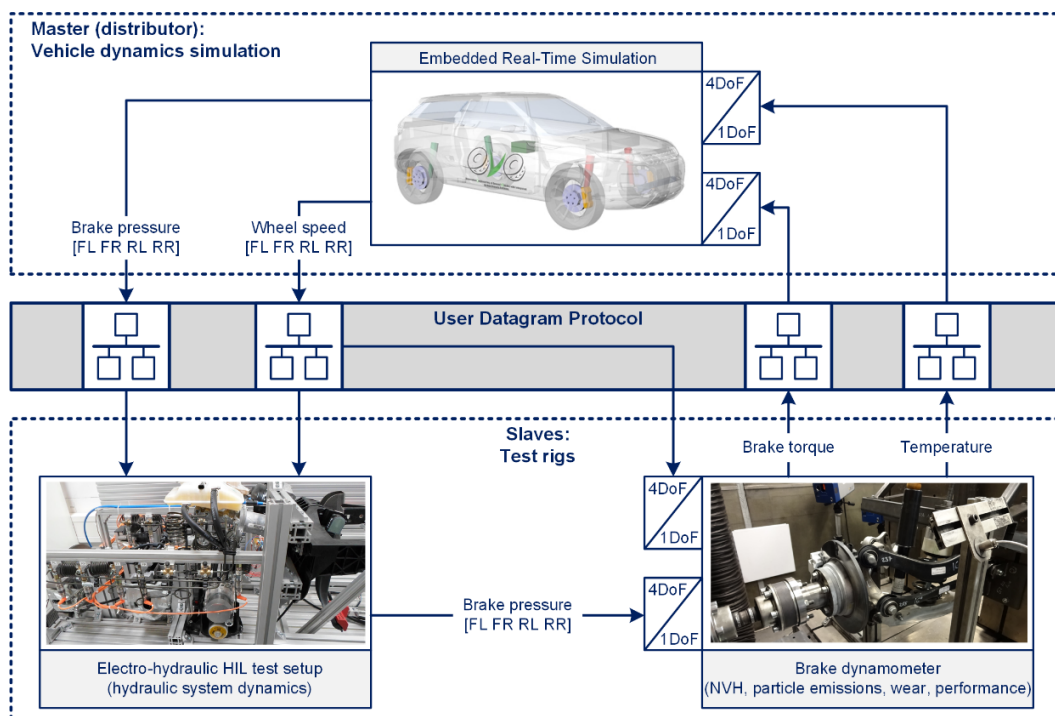 Master (distributor):
Vehicle dynamics simulation
Embedded Real-Time Simulation
4DoF
1DoF
4DoF
1DoF
Brake pressure
[FL FR RL RR]
Wheel speed
[FL FR RL RR]
User Datagram Protocol
Slaves:
Test rigs
Brake torque
Temperature
4DoF
1DoF
4DoF
1DoF
Brake pressure
[FL FR RL RR]
Electro-hydraulic HIL test setup
(hydraulic system dynamics)
Brake dynamometer
(NVH, particle emissions, wear, performance)